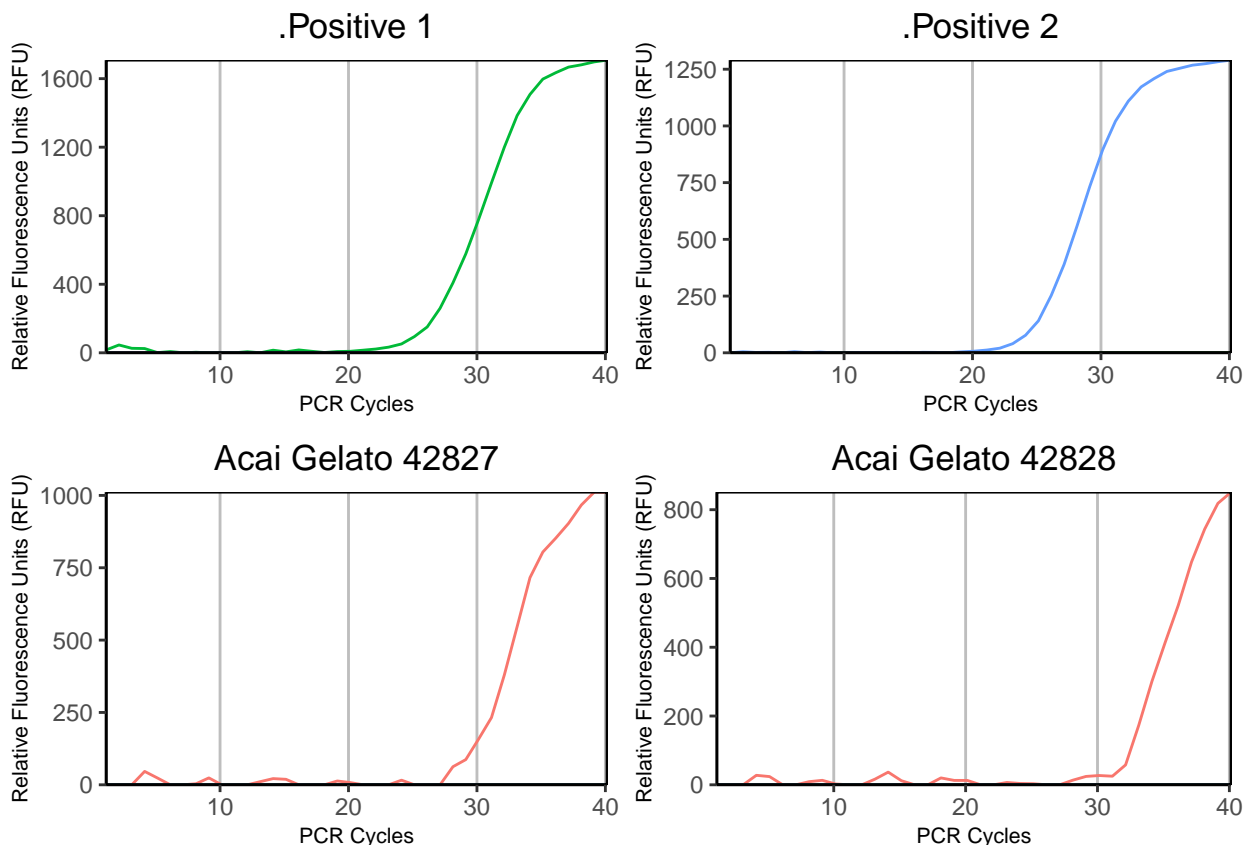 .Positive 1
Relative Fluorescence Units (RFU)
1600
1200
800
400
0
10 20 30 40
PCR Cycles
.Positive 2
Relative Fluorescence Units (RFU)
1250
1000
750
500
250
0
10 20 30 40
PCR Cycles
Acai Gelato 42827
Relative Fluorescence Units (RFU)
1000
750
500
250
0
10 20 30 40
PCR Cycles
Acai Gelato 42828
Relative Fluorescence Units (RFU)
800
600
400
200
0
10 20 30 40
PCR Cycles